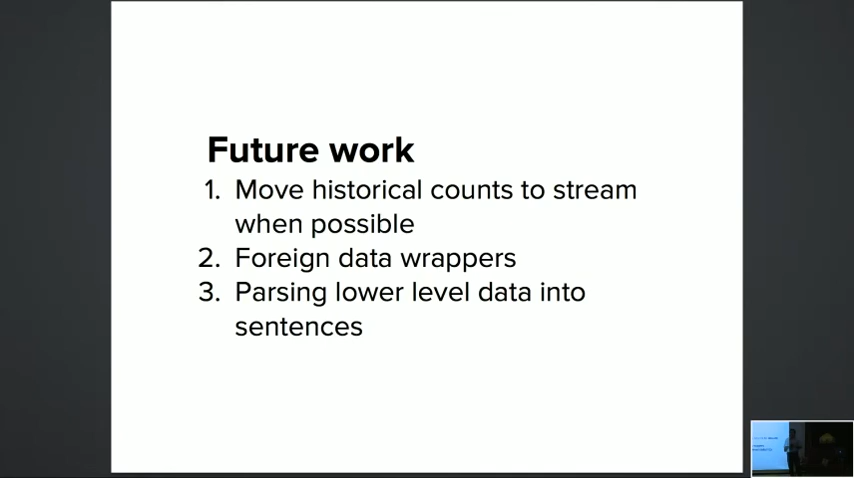 Future work
1. Move historical counts to stream
when possible
2. Foreign data wrappers
3. Parsing lower level data into
sentences